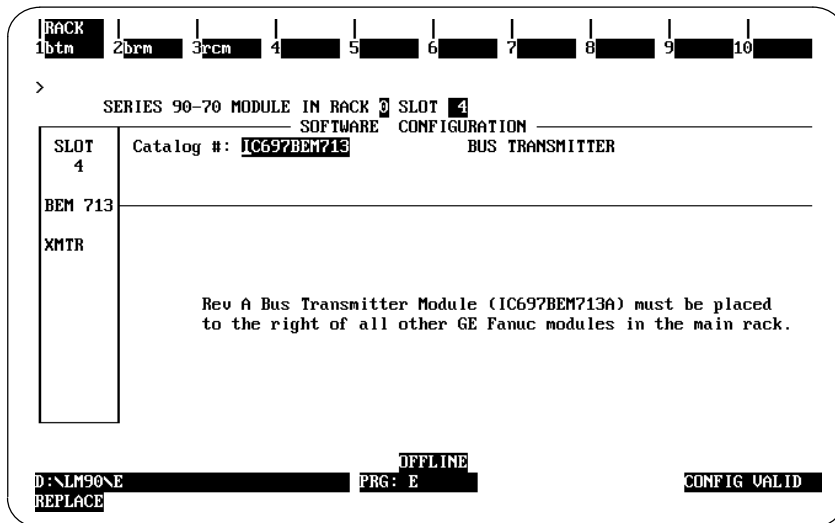 RACK
1btm 2brm 3rcm 4 5 6 7 8 9 10
>
SERIES 90-70 MODULE IN RACK 0 SLOT 4
SOFTWARE CONFIGURATION
SLOT Catalog #: IC697BEM713 BUS TRANSMITTER
4
BEM 713
XMTR
Rev A Bus Transmitter Module (IC697BEM713A) must be placed
to the right of all other GE Fanuc modules in the main rack.
OFFLINE
D:\LM90\E PRG: E CONFIG VALID
REPLACE